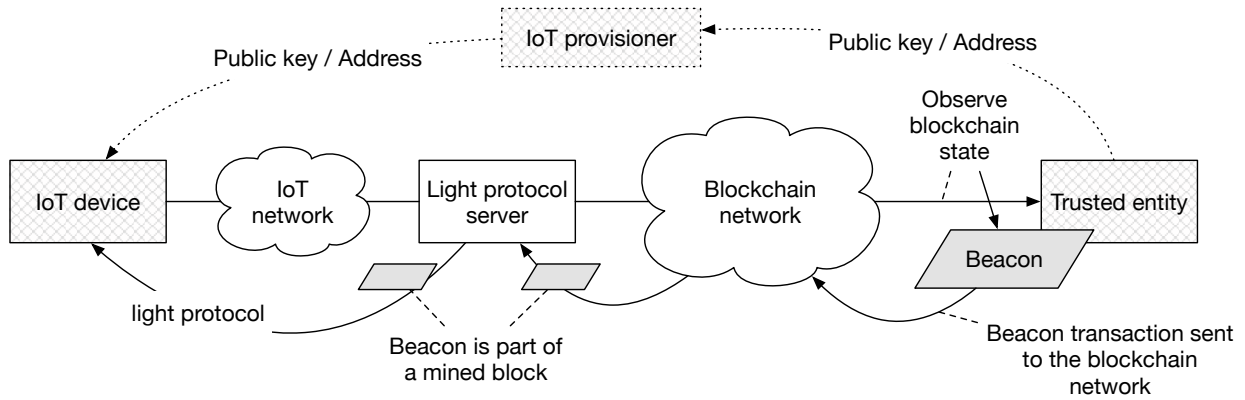 IoT provisioner
Public key / Address
Public key / Address
Observe
blockchain
state
IoT device
IoT
network
Light protocol
server
Blockchain
network
Trusted entity
Beacon
light protocol
Beacon is part of
a mined block
Beacon transaction sent
to the blockchain
network